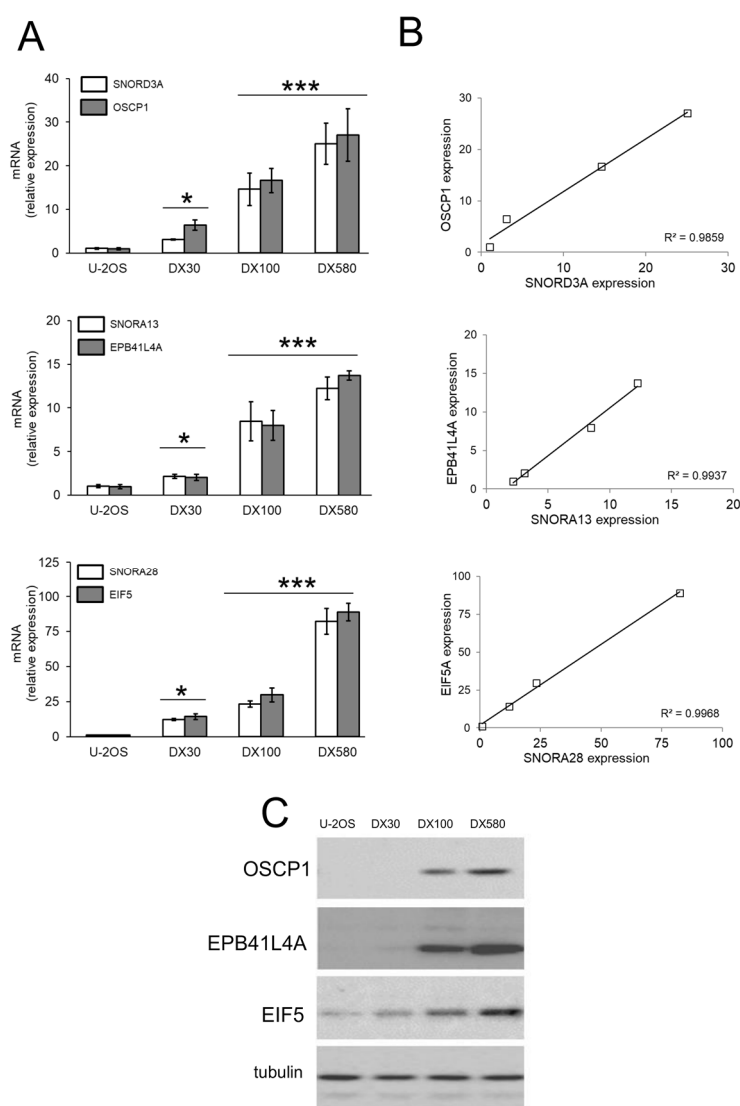 A
mRNA
(relative expression)
40
30
20
10
0
SNORD3A
OSCP1
*
***
U-2OS DX30 DX100 DX580
mRNA
(relative expression)
20
15
10
5
0
SNORA13
EPB41L4A
*
***
U-2OS DX30 DX100 DX580
mRNA
(relative expression)
125
100
75
50
25
0
SNORA28
EIF5
*
***
U-2OS DX30 DX100 DX580
B
OSCP1 expression
30
20
10
0
R² = 0.9859
0 10 20 30
SNORD3A expression
EPB41L4A expression
20
15
10
5
0
R² = 0.9937
0 5 10 15 20
SNORA13 expression
EIF5A expression
100
75
50
25
0
R² = 0.9968
0 25 50 75 100
SNORA28 expression
C
U-2OS DX30 DX100 DX580
OSCP1
EPB41L4A
EIF5
tubulin